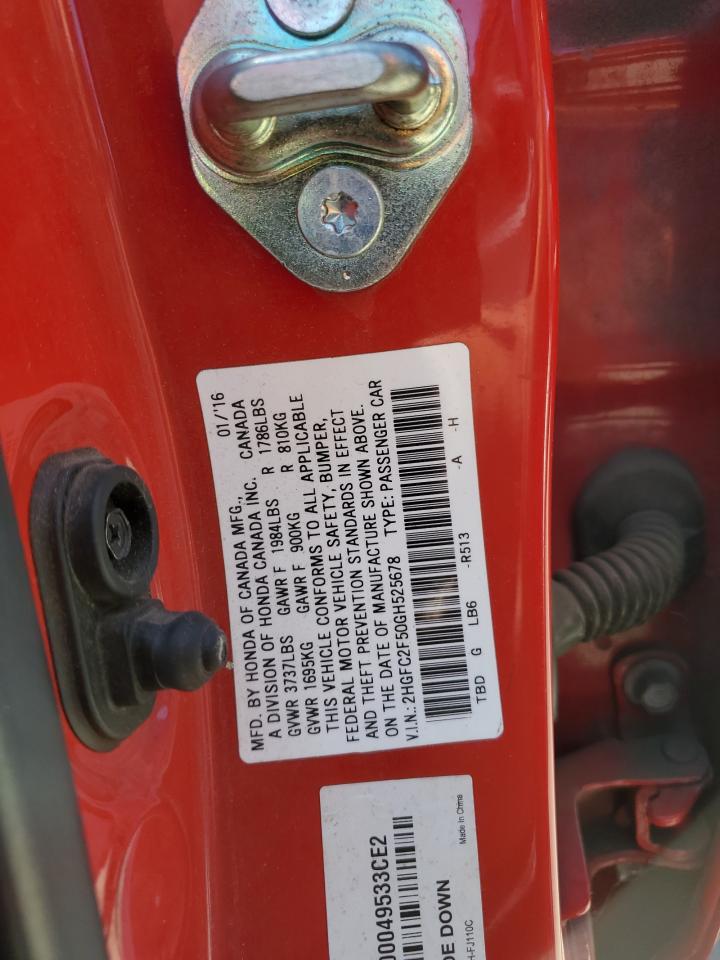 MFD. BY HONDA OF CANADA MFG., 01/'16
A DIVISION OF HONDA CANADA INC. CANADA
GVWR 3737LBS GAWR F 1984LBS R 1786LBS
GVWR 1695KG GAWR F 900KG R 810KG
THIS VEHICLE CONFORMS TO ALL APPLICABLE
FEDERAL MOTOR VEHICLE SAFETY, BUMPER,
AND THEFT PREVENTION STANDARDS IN EFFECT
ON THE DATE OF MANUFACTURE SHOWN ABOVE.
V.I.N.: 2HGFC2F50GH525678 TYPE: PASSENGER CAR
TBD G LB6 -R513 -A -H
00049533CE2
DE DOWN
Made In China
H-FJ110C